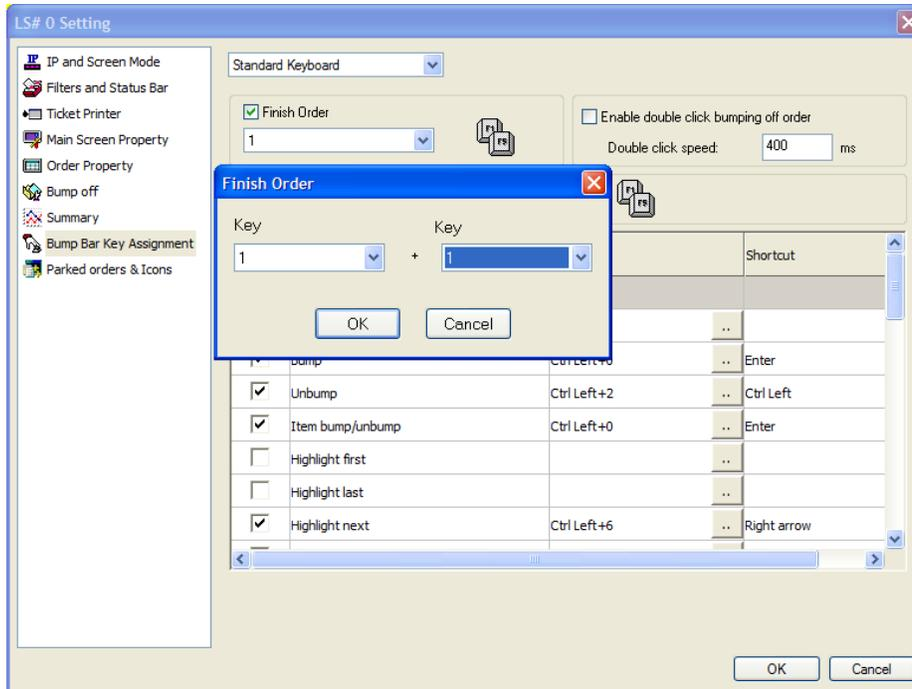 LS# 0 Setting
IP and Screen Mode
Filters and Status Bar
Ticket Printer
Main Screen Property
Order Property
Bump off
Summary
Bump Bar Key Assignment
Parked orders & Icons
Standard Keyboard
Finish Order
1
Enable double click bumping off order
Double click speed: 400 ms
Finish Order
Key Key
1 + 1
OK Cancel
Shortcut
..
Bump Ctrl Left+0 .. Enter
Unbump Ctrl Left+2 .. Ctrl Left
Item bump/unbump Ctrl Left+0 .. Enter
Highlight first ..
Highlight last ..
Highlight next Ctrl Left+6 .. Right arrow
OK Cancel